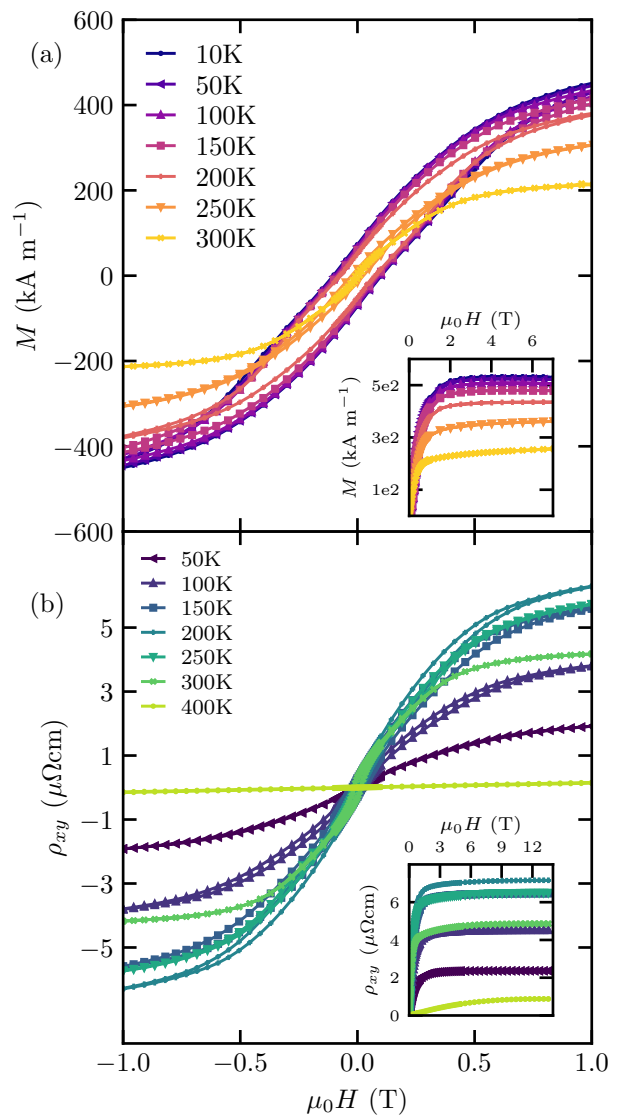 600
400
200
0
−200
−400
−600
M (kA m⁻¹)
(a)
10K
50K
100K
150K
200K
250K
300K
μ₀H (T)
0 2 4 6
5e2
3e2
1e2
M (kA m⁻¹)
(b)
50K
100K
150K
200K
250K
300K
400K
5
3
1
−1
−3
−5
ρxy (μΩcm)
μ₀H (T)
0 3 6 9 12
6
4
2
0
ρxy (μΩcm)
−1.0 −0.5 0.0 0.5 1.0
μ₀H (T)